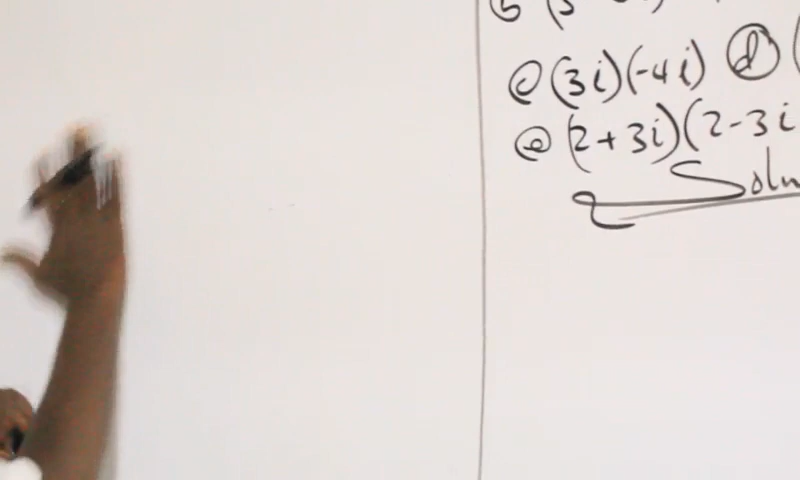 ⓒ (3i)(-4i) ⓓ (
ⓔ (2+3i)(2-3i
Soln